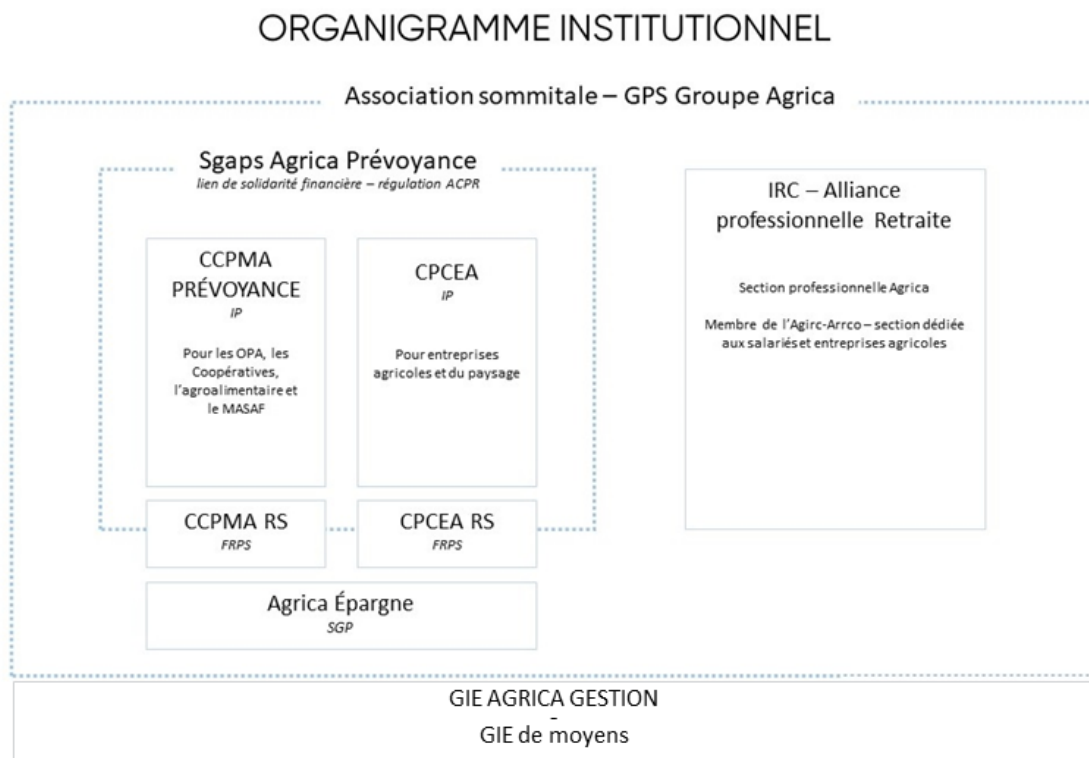 ORGANIGRAMME INSTITUTIONNEL
Association sommitale – GPS Groupe Agrica
Sgaps Agrica Prévoyance
lien de solidarité financière – régulation ACPR
CCPMA
PRÉVOYANCE
IP
Pour les OPA, les
Coopératives,
l'agroalimentaire et
le MASAF
CPCEA
IP
Pour entreprises
agricoles et du paysage
CCPMA RS
FRPS
CPCEA RS
FRPS
Agrica Épargne
SGP
IRC – Alliance
professionnelle Retraite
Section professionnelle Agrica
Membre de l'Agirc-Arrco – section dédiée
aux salariés et entreprises agricoles
GIE AGRICA GESTION
-
GIE de moyens